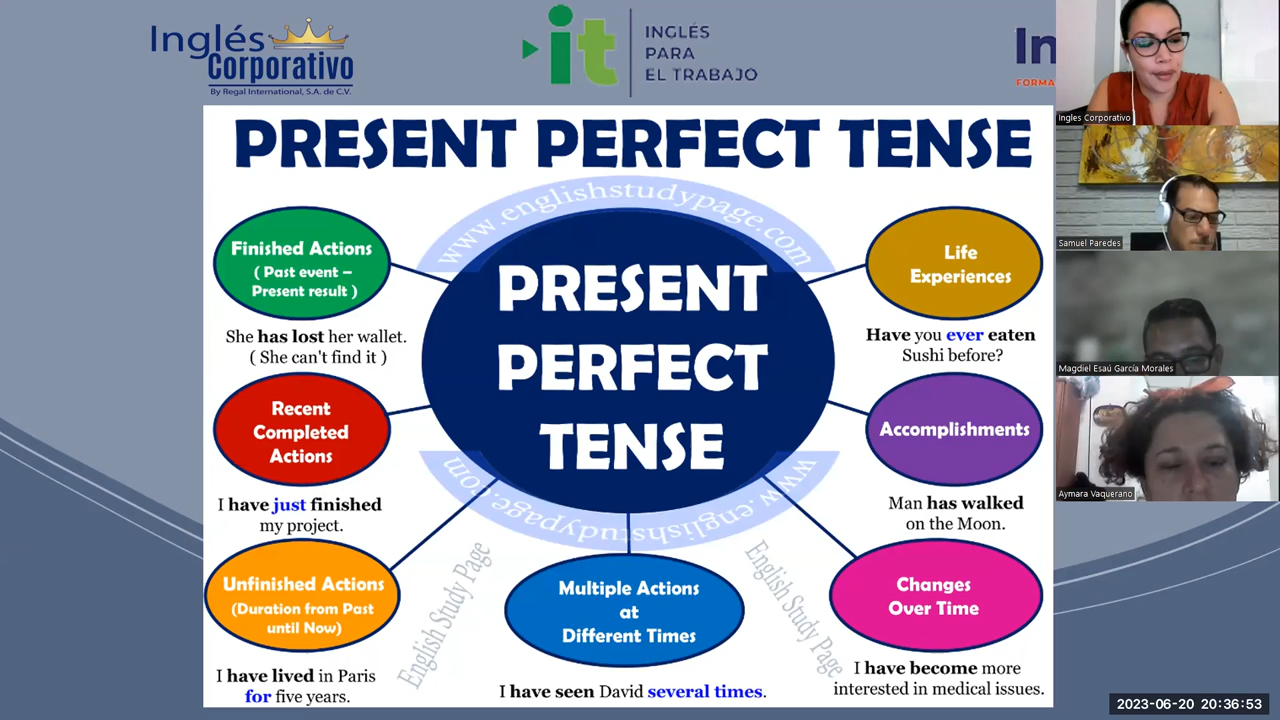 Inglés
Corporativo
By Regal International, S.A. de C.V.
it
INGLÉS
PARA
EL TRABAJO
In
FORMA
PRESENT PERFECT TENSE
www.englishstudypage.com
PRESENT
PERFECT
TENSE
www.englishstudypage.com
Finished Actions
( Past event –
Present result )
She has lost her wallet.
( She can't find it )
Recent
Completed
Actions
I have just finished
my project.
Unfinished Actions
(Duration from Past
until Now)
I have lived in Paris
for five years.
English Study Page
Multiple Actions
at
Different Times
I have seen David several times.
English Study Page
Life
Experiences
Have you ever eaten
Sushi before?
Accomplishments
Man has walked
on the Moon.
Changes
Over Time
I have become more
interested in medical issues.
Ingles Corporativo
Samuel Paredes
Magdiel Esaú García Morales
Aymara Vaquerano
2023-06-20 20:36:53